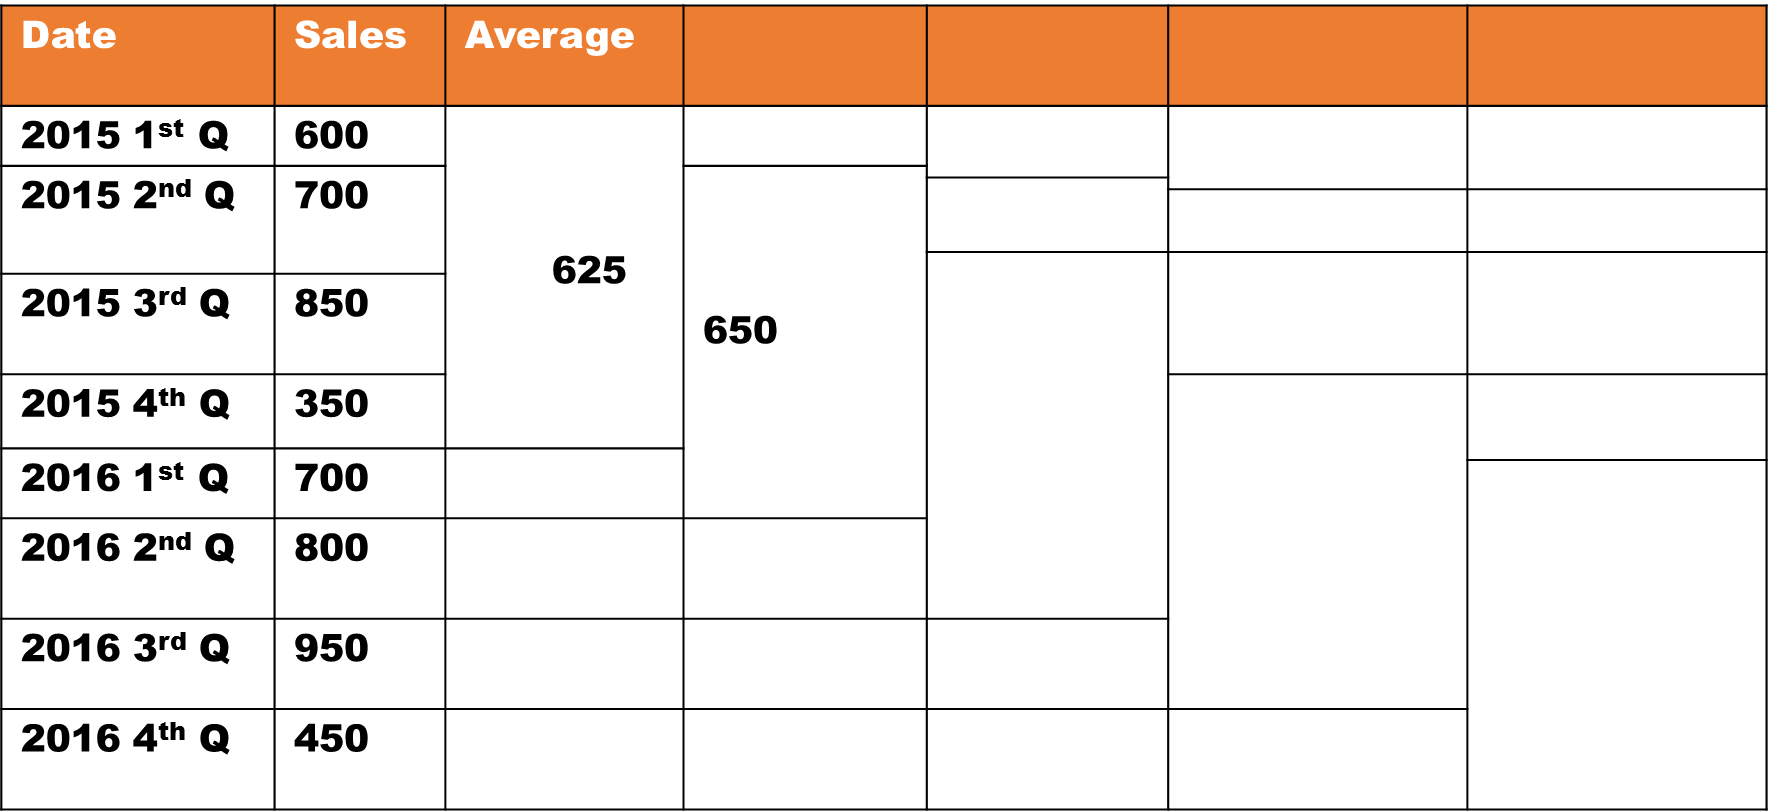 Date Sales Average
2015 1st Q 600
2015 2nd Q 700
625
2015 3rd Q 850
650
2015 4th Q 350
2016 1st Q 700
2016 2nd Q 800
2016 3rd Q 950
2016 4th Q 450